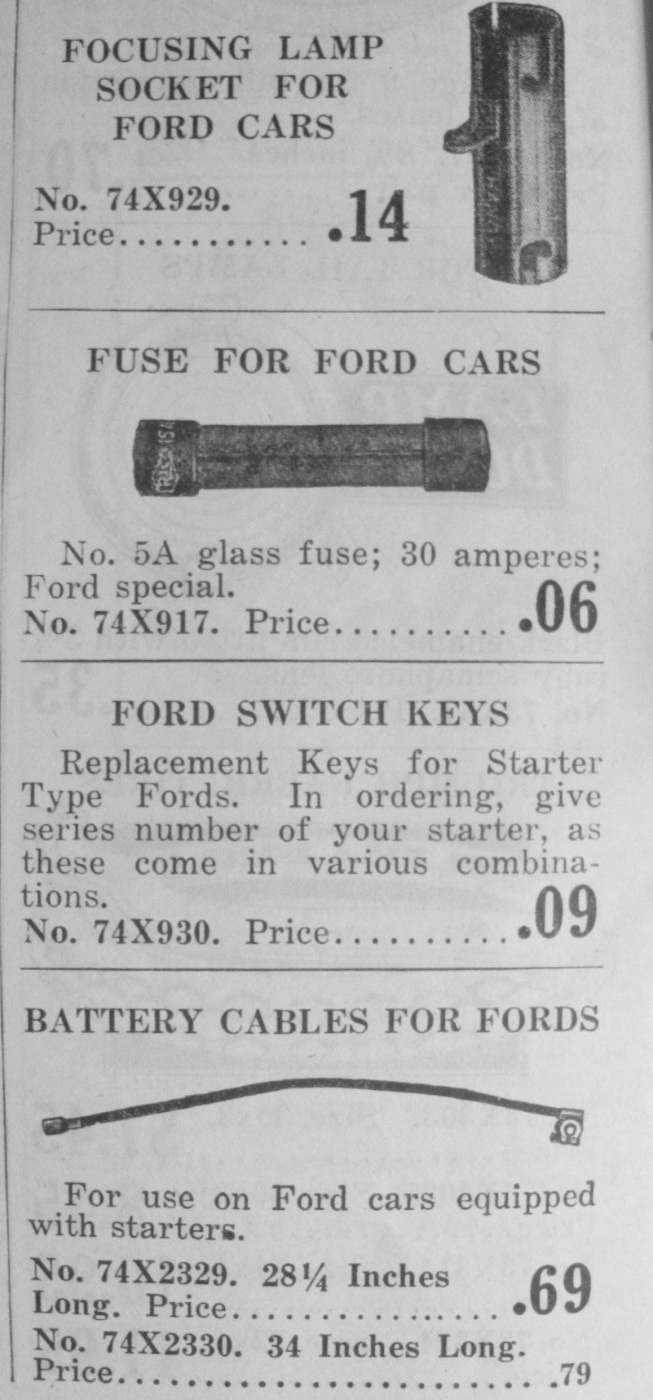 FOCUSING LAMP
SOCKET FOR
FORD CARS
No. 74X929.
Price........... .14
FUSE FOR FORD CARS
No. 5A glass fuse; 30 amperes;
Ford special.
No. 74X917. Price.......... .06
FORD SWITCH KEYS
Replacement Keys for Starter
Type Fords. In ordering, give
series number of your starter, as
these come in various combina-
tions.
No. 74X930. Price.......... .09
BATTERY CABLES FOR FORDS
For use on Ford cars equipped
with starters.
No. 74X2329. 28¼ Inches
Long. Price................ .69
No. 74X2330. 34 Inches Long.
Price........................ .79